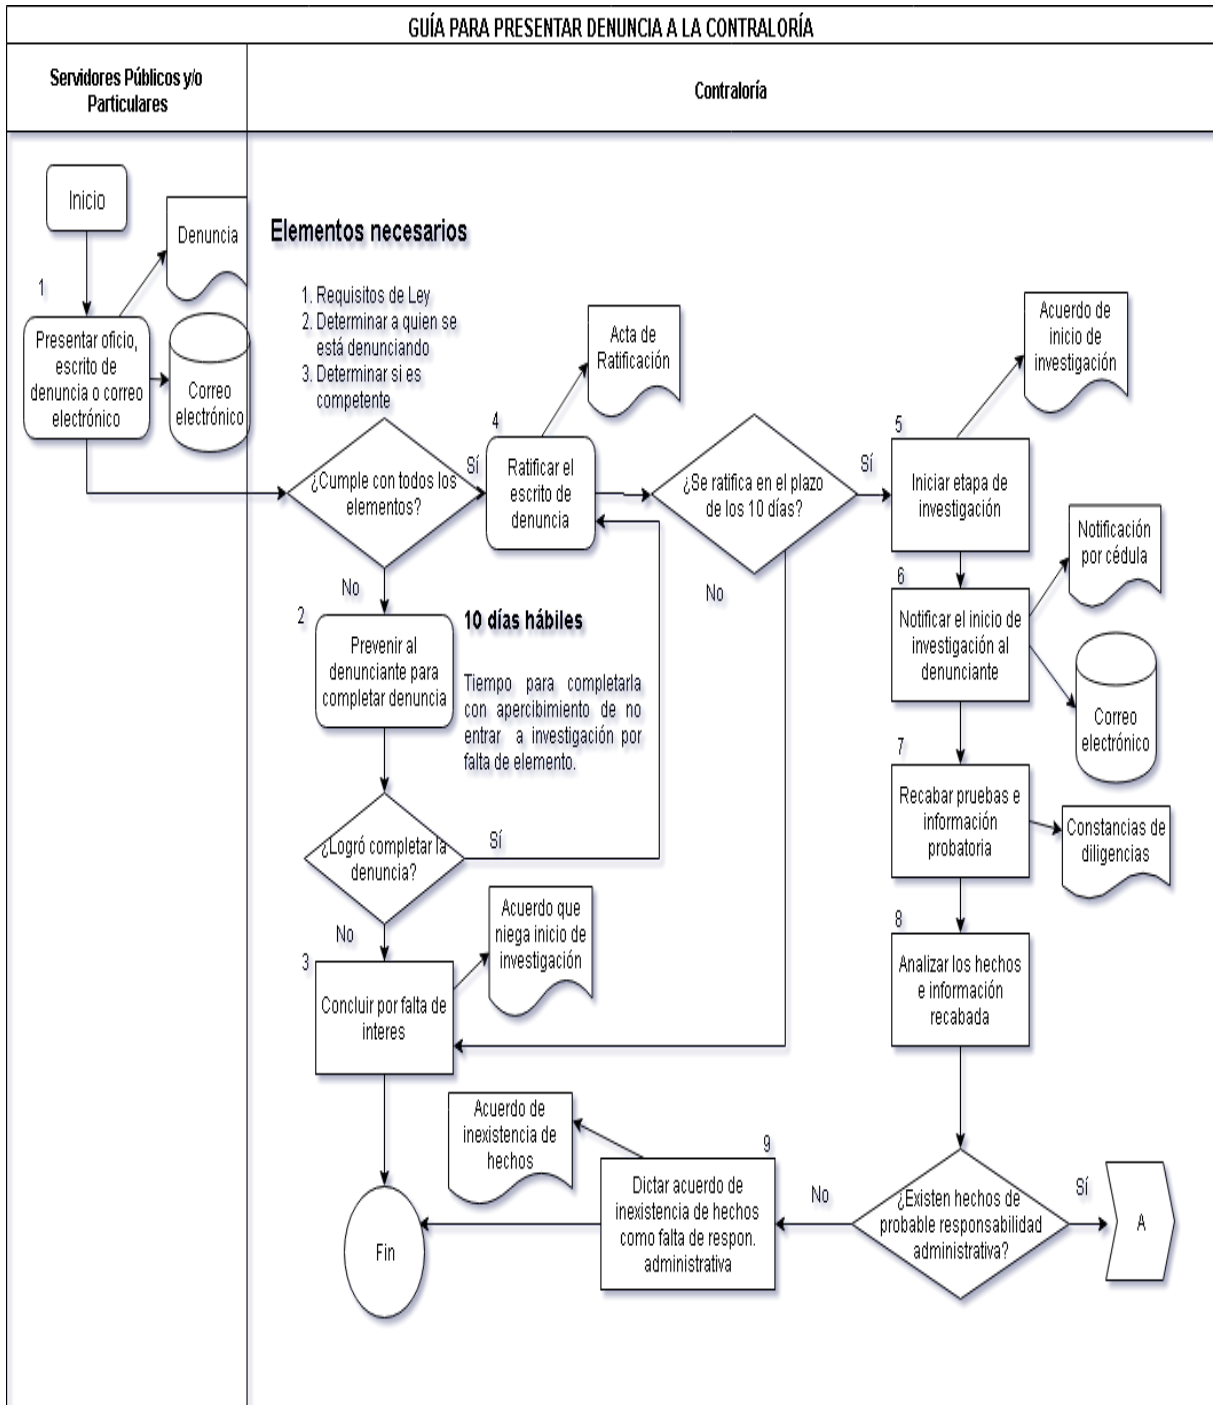 GUÍA PARA PRESENTAR DENUNCIA A LA CONTRALORÍA
Servidores Públicos y/o
Particulares
Contraloría
Inicio
Denuncia
1
Presentar oficio,
escrito de
denuncia o correo
electrónico
Correo
electrónico
Elementos necesarios
1. Requisitos de Ley
2. Determinar a quien se
está denunciando
3. Determinar si es
competente
¿Cumple con todos los
elementos?
Sí
No
4
Ratificar el
escrito de
denuncia
Acta de
Ratificación
¿Se ratifica en el plazo
de los 10 días?
Sí
No
5
Iniciar etapa de
investigación
Acuerdo de
inicio de
investigación
6
Notificar el inicio de
investigación al
denunciante
Notificación
por cédula
Correo
electrónico
2
Prevenir al
denunciante para
completar denuncia
10 días hábiles
Tiempo para completarla
con apercibimiento de no
entrar a investigación por
falta de elemento.
7
Recabar pruebas e
información
probatoria
Constancias de
diligencias
¿Logró completar la
denuncia?
Sí
No
3
Concluir por falta de
interes
Acuerdo que
niega inicio de
investigación
8
Analizar los hechos
e información
recabada
¿Existen hechos de
probable responsabilidad
administrativa?
Sí
A
No
9
Dictar acuerdo de
inexistencia de hechos
como falta de respon.
administrativa
Acuerdo de
inexistencia de
hechos
Fin